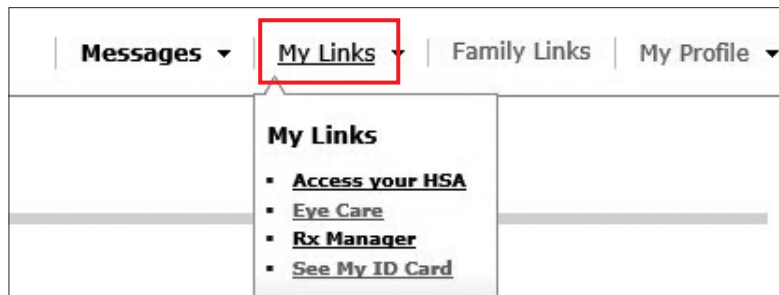 Messages My Links Family Links My Profile
My Links
Access your HSA
Eye Care
Rx Manager
See My ID Card